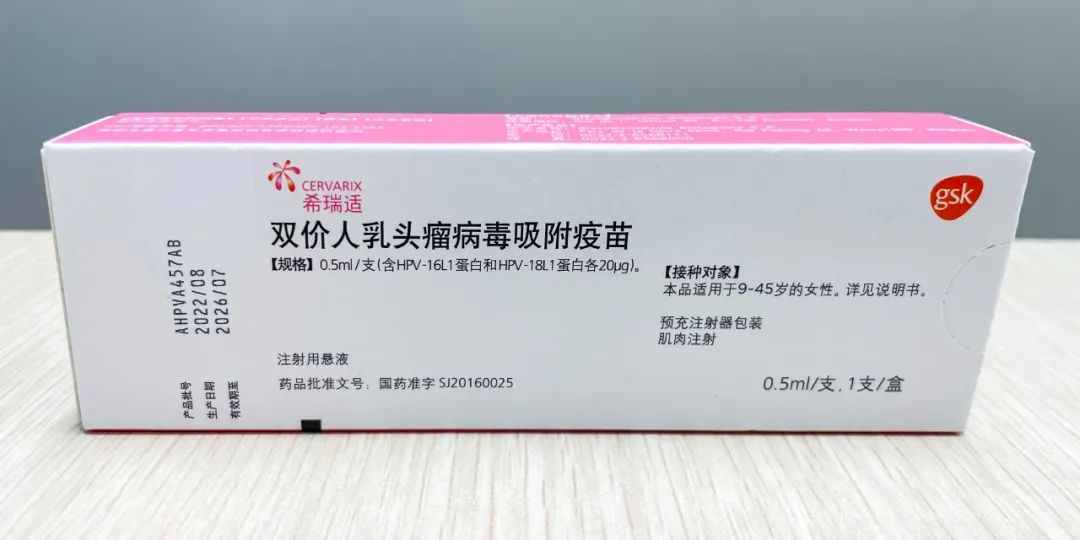 CERVARIX
希瑞适
gsk
双价人乳头瘤病毒吸附疫苗
【规格】0.5ml/支(含HPV-16L1蛋白和HPV-18L1蛋白各20μg)。
【接种对象】
本品适用于9-45岁的女性。详见说明书。
预充注射器包装
肌肉注射
注射用悬液
药品批准文号：国药准字 SJ20160025
0.5ml/支, 1支/盒
产品批号 AHPVA457AB
生产日期 2022/08
有效期至 2026/07